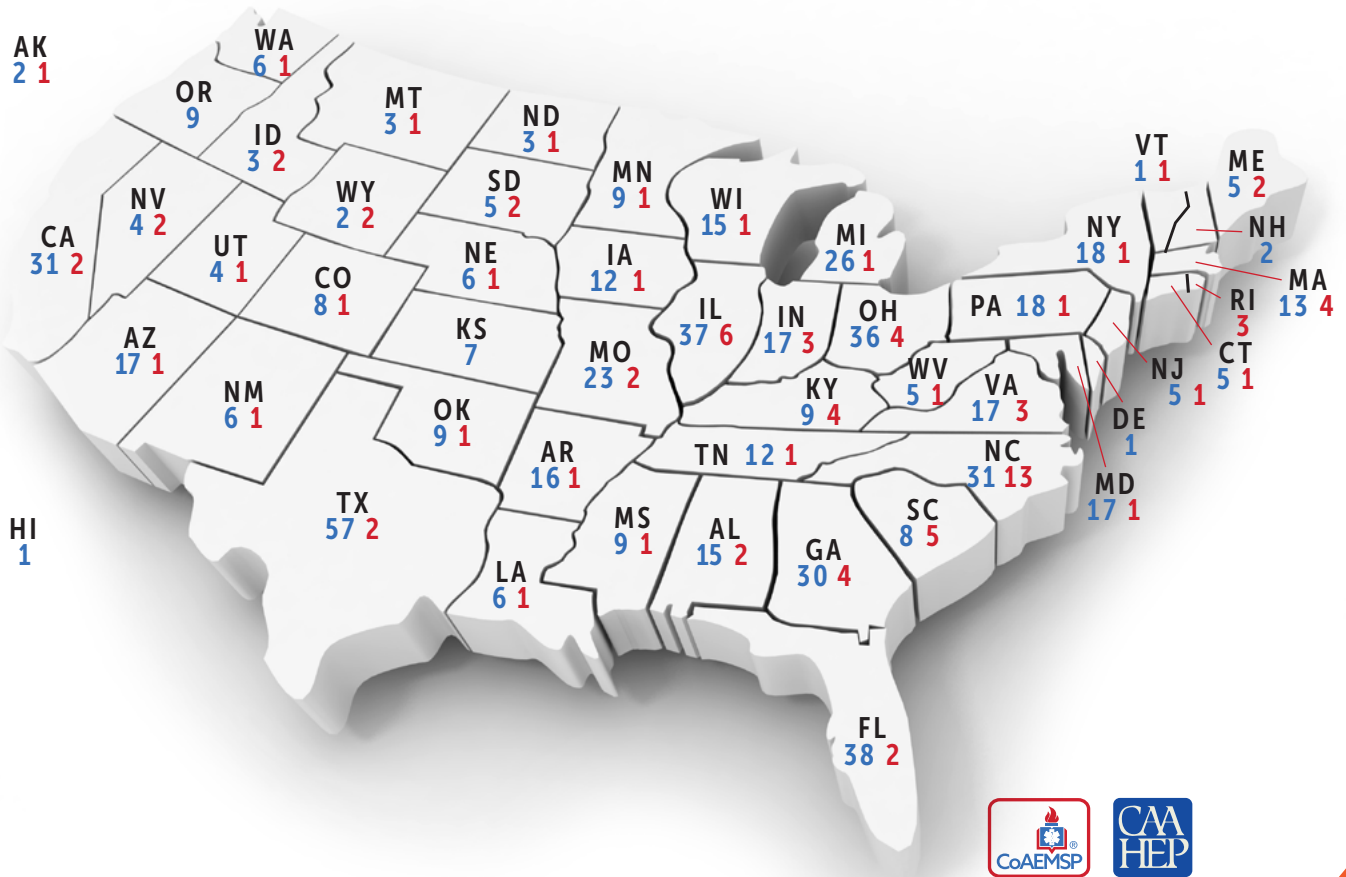 AK
2 1
WA
6 1
OR
9
MT
3 1
ID
3 2
ND
3 1
MN
9 1
WI
15 1
VT
1 1
ME
5 2
NV
4 2
WY
2 2
SD
5 2
MI
26 1
NY
18 1
NH
2
CA
31 2
UT
4 1
CO
8 1
NE
6 1
IA
12 1
MA
13 4
IL
37 6
IN
17 3
OH
36 4
PA 18 1
RI
3
AZ
17 1
KS
7
MO
23 2
CT
5 1
NJ
5 1
NM
6 1
OK
9 1
KY
9 4
WV
5 1
VA
17 3
DE
1
AR
16 1
TN 12 1
NC
31 13
MD
17 1
HI
1
TX
57 2
MS
9 1
AL
15 2
GA
30 4
SC
8 5
LA
6 1
FL
38 2
CoAEMSP
®
CAA
HEP